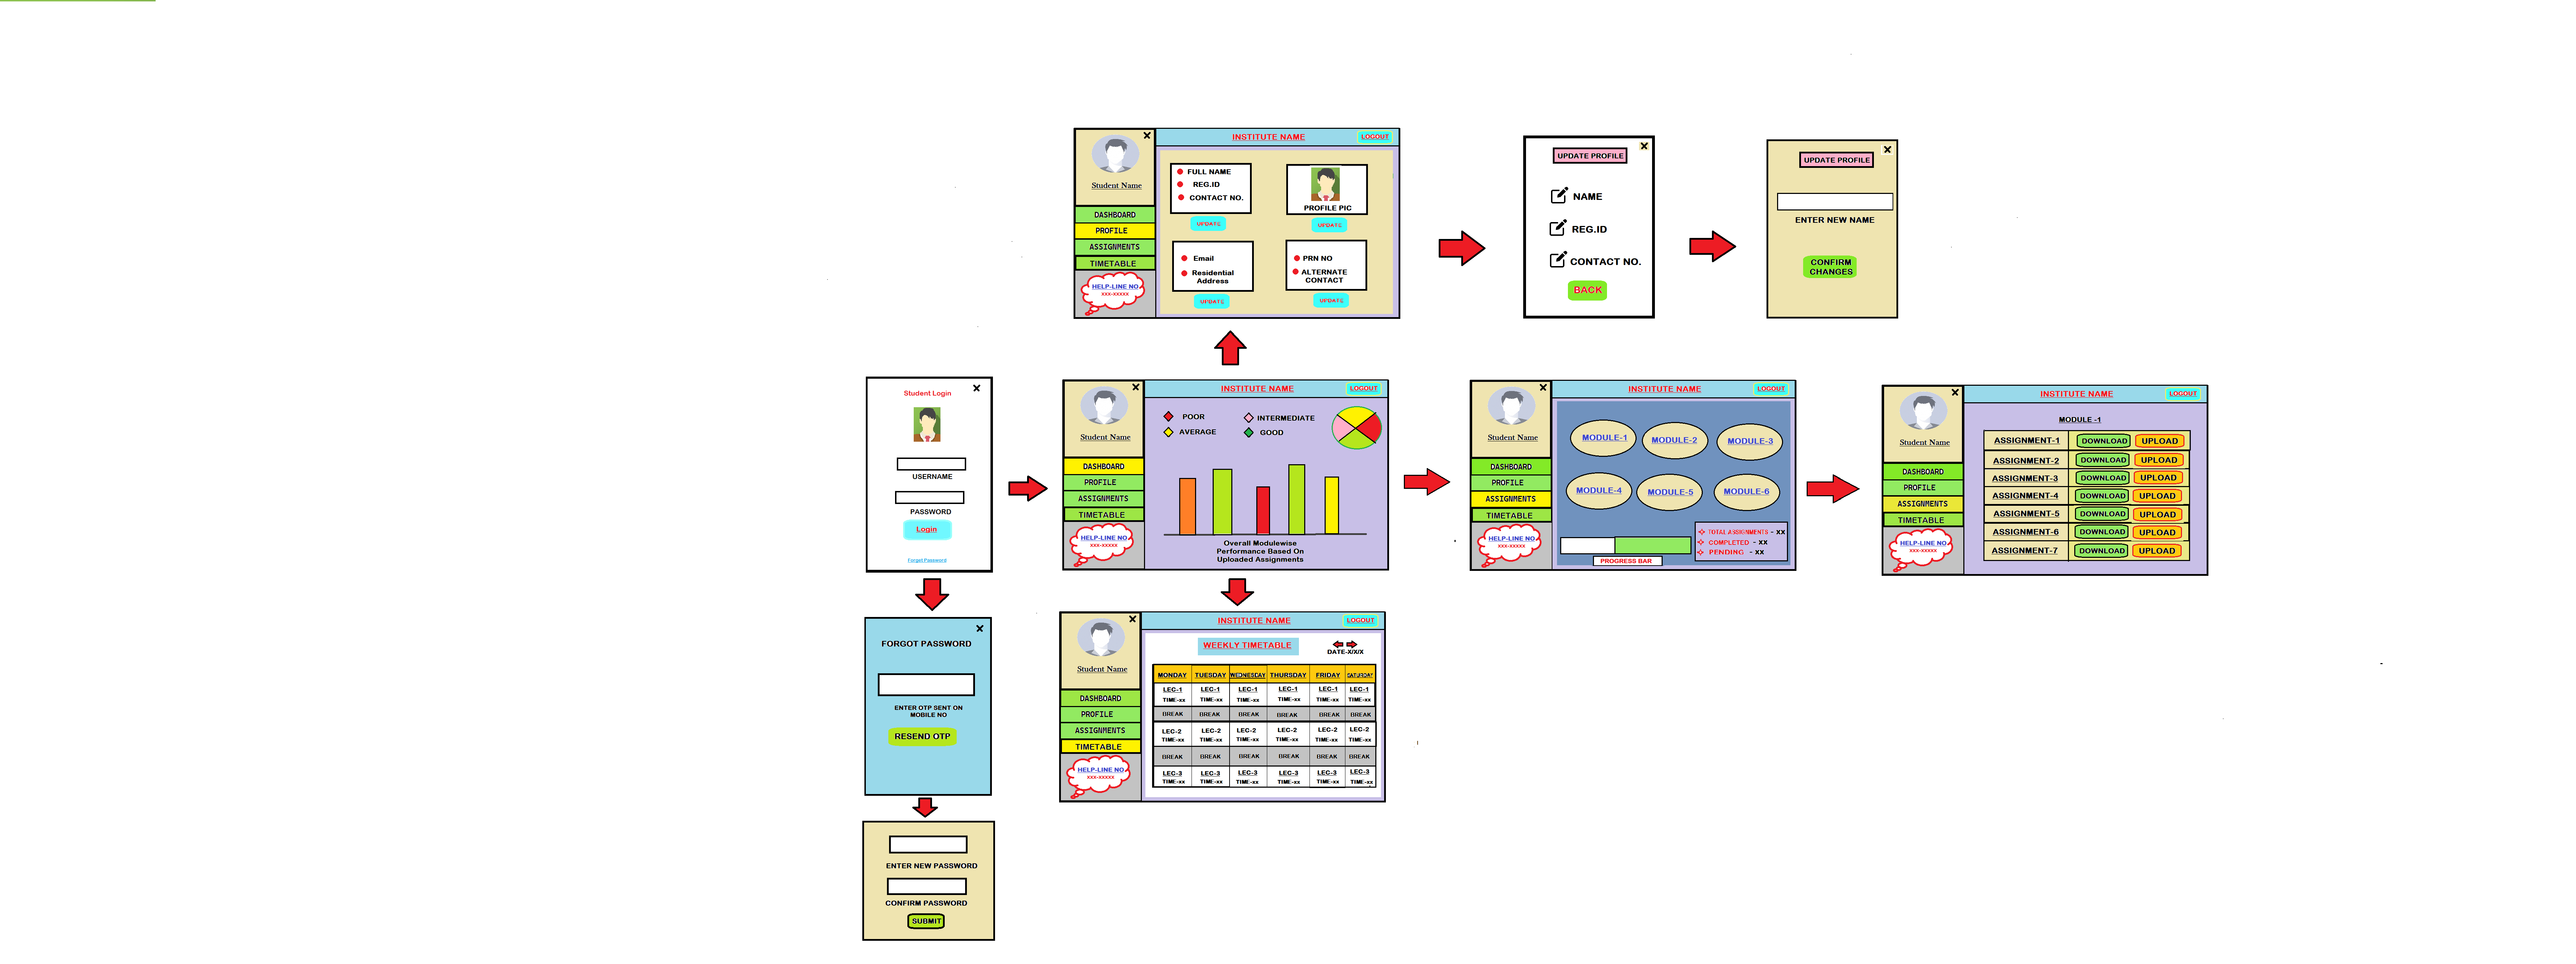 INSTITUTE NAME
LOGOUT
Student Name
DASHBOARD
PROFILE
ASSIGNMENTS
TIMETABLE
HELP-LINE NO
xxx-xxxxx
FULL NAME
REG.ID
CONTACT NO.
UPDATE
PROFILE PIC
UPDATE
Email
Residential
Address
UPDATE
PRN NO
ALTERNATE
CONTACT
UPDATE
UPDATE PROFILE
NAME
REG.ID
CONTACT NO.
BACK
UPDATE PROFILE
ENTER NEW NAME
CONFIRM
CHANGES
Student Login
USERNAME
PASSWORD
Login
Forgot Password
INSTITUTE NAME
LOGOUT
Student Name
DASHBOARD
PROFILE
ASSIGNMENTS
TIMETABLE
HELP-LINE NO
xxx-xxxxx
POOR
INTERMEDIATE
AVERAGE
GOOD
Overall Modulewise
Performance Based On
Uploaded Assignments
INSTITUTE NAME
LOGOUT
Student Name
DASHBOARD
PROFILE
ASSIGNMENTS
TIMETABLE
HELP-LINE NO
xxx-xxxxx
MODULE-1
MODULE-2
MODULE-3
MODULE-4
MODULE-5
MODULE-6
TOTAL ASSIGNMENTS - XX
COMPLETED - XX
PENDING - XX
PROGRESS BAR
INSTITUTE NAME
LOGOUT
Student Name
DASHBOARD
PROFILE
ASSIGNMENTS
TIMETABLE
HELP-LINE NO
xxx-xxxxx
MODULE -1
ASSIGNMENT-1 DOWNLOAD UPLOAD
ASSIGNMENT-2 DOWNLOAD UPLOAD
ASSIGNMENT-3 DOWNLOAD UPLOAD
ASSIGNMENT-4 DOWNLOAD UPLOAD
ASSIGNMENT-5 DOWNLOAD UPLOAD
ASSIGNMENT-6 DOWNLOAD UPLOAD
ASSIGNMENT-7 DOWNLOAD UPLOAD
FORGOT PASSWORD
ENTER OTP SENT ON
MOBILE NO
RESEND OTP
INSTITUTE NAME
LOGOUT
Student Name
DASHBOARD
PROFILE
ASSIGNMENTS
TIMETABLE
HELP-LINE NO
xxx-xxxxx
WEEKLY TIMETABLE
DATE-X/X/X
MONDAY TUESDAY WEDNESDAY THURSDAY FRIDAY SATURDAY
LEC-1 LEC-1 LEC-1 LEC-1 LEC-1 LEC-1
TIME-xx TIME-xx TIME-xx TIME-xx TIME-xx TIME-xx
BREAK BREAK BREAK BREAK BREAK BREAK
LEC-2 LEC-2 LEC-2 LEC-2 LEC-2 LEC-2
TIME-xx TIME-xx TIME-xx TIME-xx TIME-xx TIME-xx
BREAK BREAK BREAK BREAK BREAK BREAK
LEC-3 LEC-3 LEC-3 LEC-3 LEC-3 LEC-3
TIME-xx TIME-xx TIME-xx TIME-xx TIME-xx TIME-xx
ENTER NEW PASSWORD
CONFIRM PASSWORD
SUBMIT